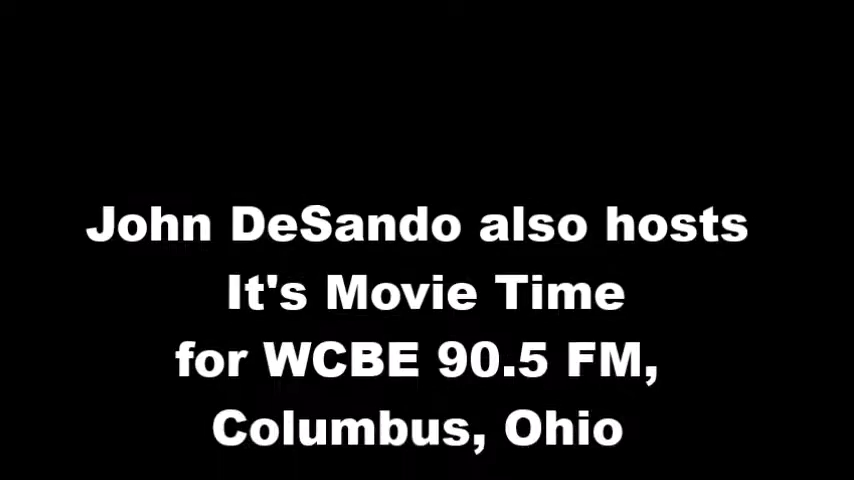 John DeSando also hosts
It's Movie Time
for WCBE 90.5 FM,
Columbus, Ohio